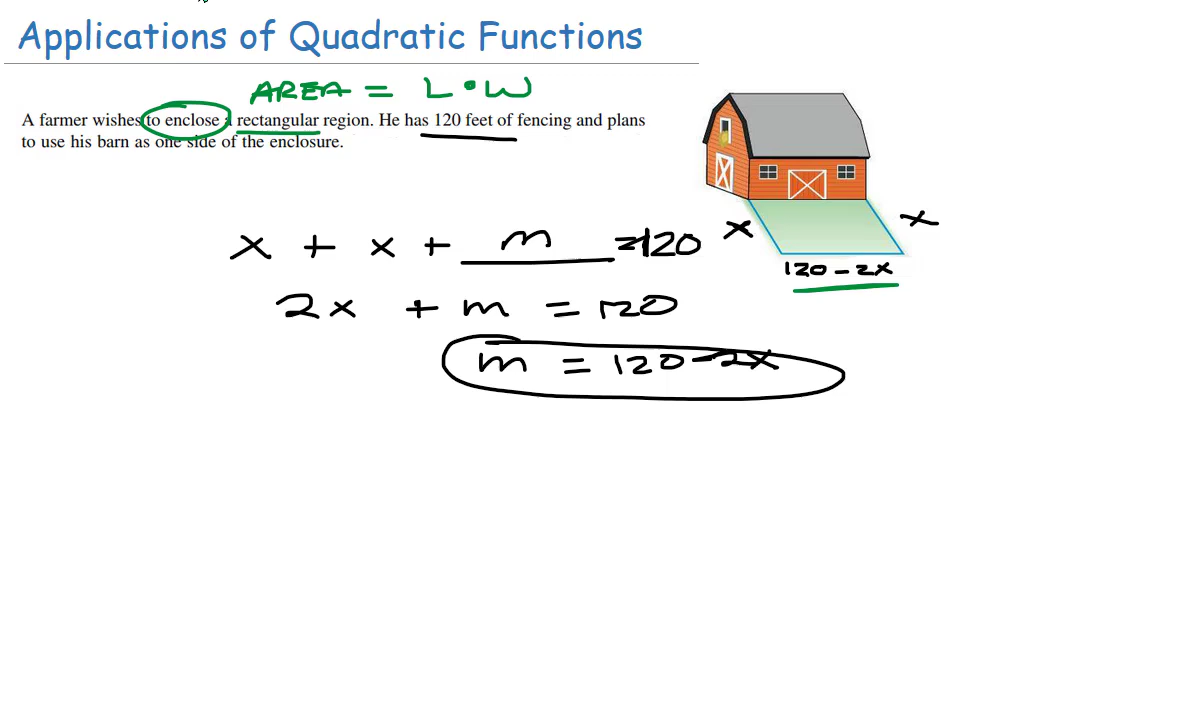 Applications of Quadratic Functions
AREA = L • W
A farmer wishes to enclose a rectangular region. He has 120 feet of fencing and plans
to use his barn as one side of the enclosure.
x + x + m = 120
x
x
120 - 2x
2x + m = 120
m = 120 - 2x